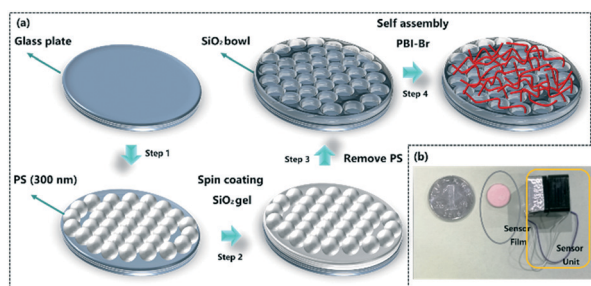 (a)
Glass plate
SiO₂ bowl
Self assembly
PBI-Br
Step 4
Step 1
Step 3
Remove PS
PS (300 nm)
Spin coating
SiO₂ gel
Step 2
(b)
1
Sensor
Film
Sensor
Unit